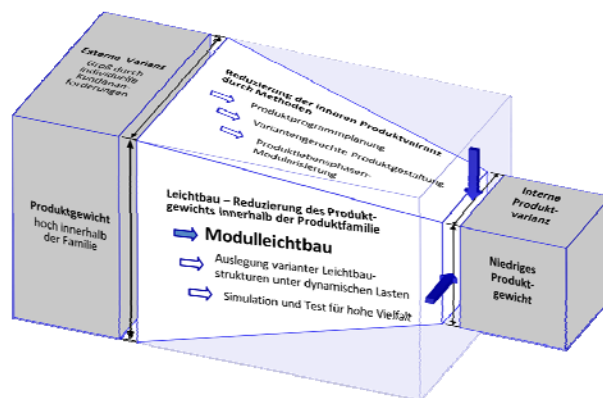 Externe Varianz
Groß durch
individuelle
Kundenan-
forderungen
Reduzierung der inneren Produktvarianz
durch Methoden
Produktprogrammplanung
Variantengerechte Produktgestaltung
Produktlebensphasen-
Modularisierung
Produktgewicht
hoch innerhalb
der Familie
Leichtbau – Reduzierung des Produkt-
gewichts innerhalb der Produktfamilie
Modulleichtbau
Auslegung varianter Leichtbau-
strukturen unter dynamischen Lasten
Simulation und Test für hohe Vielfalt
Interne
Produkt-
varianz
Niedriges
Produkt-
gewicht